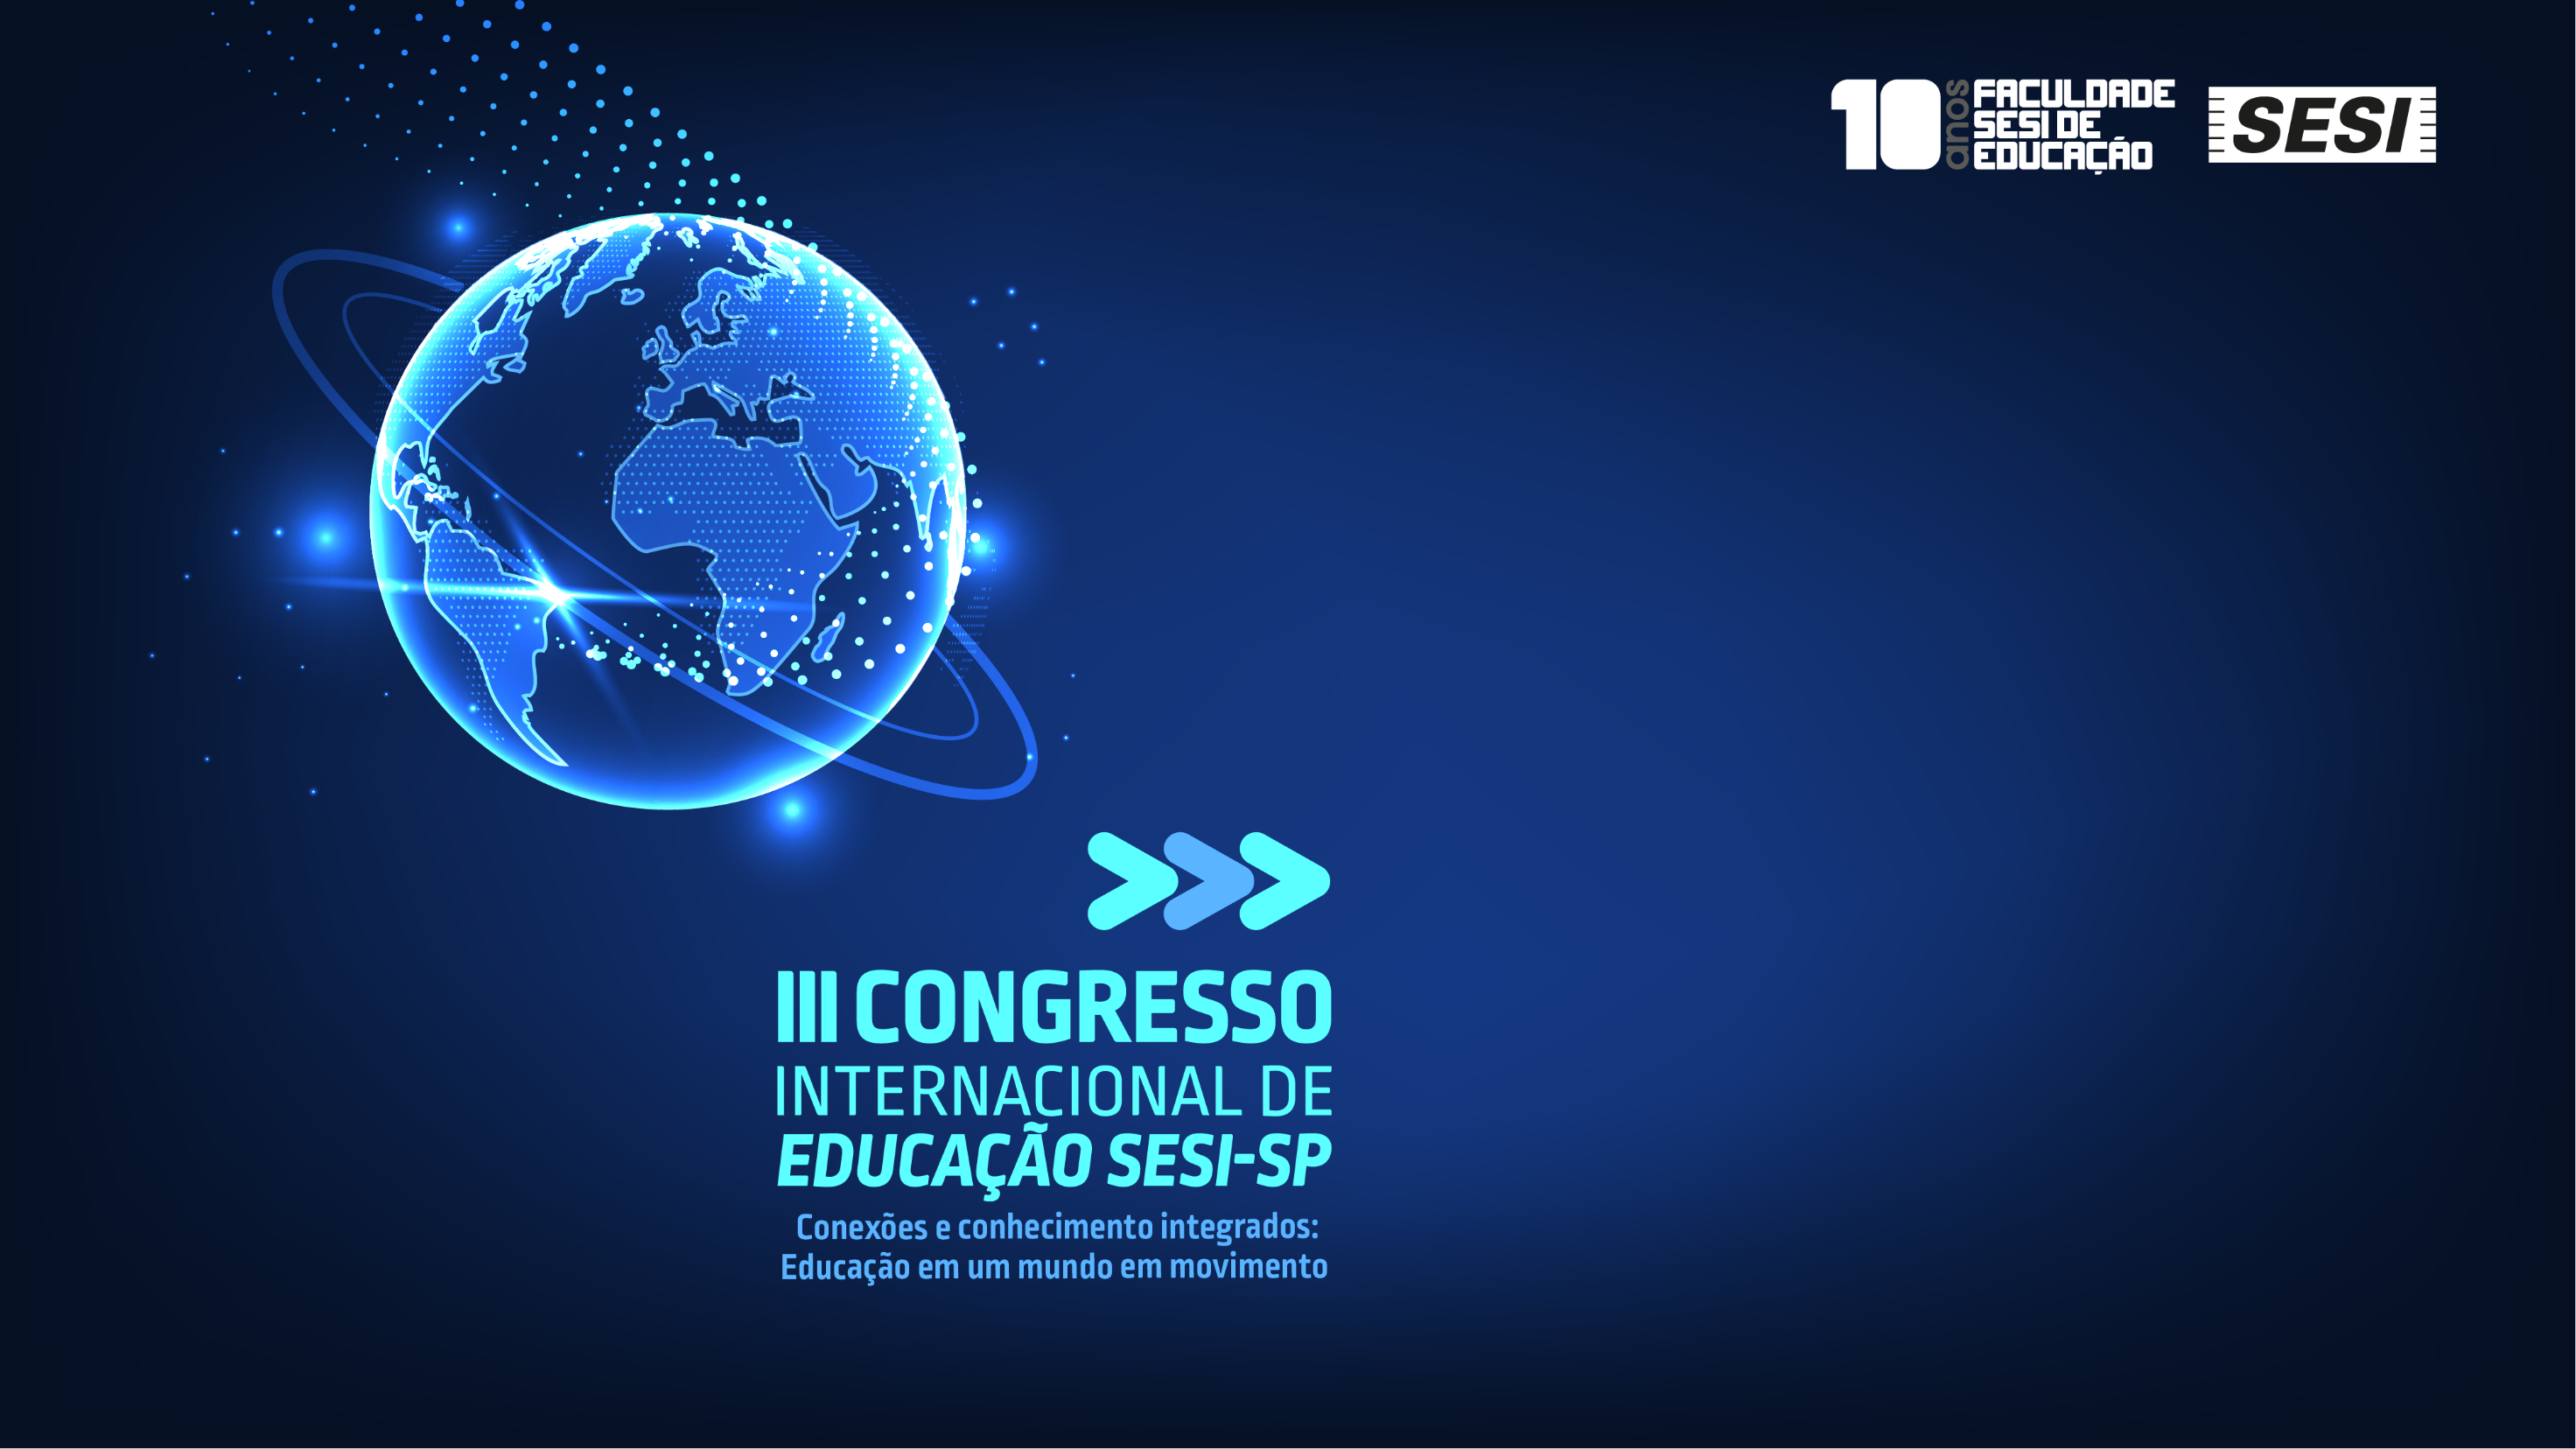 10 anos
FACULDADE
SESI DE
EDUCAÇÃO
SESI
III CONGRESSO
INTERNACIONAL DE
EDUCAÇÃO SESI-SP
Conexões e conhecimento integrados:
Educação em um mundo em movimento